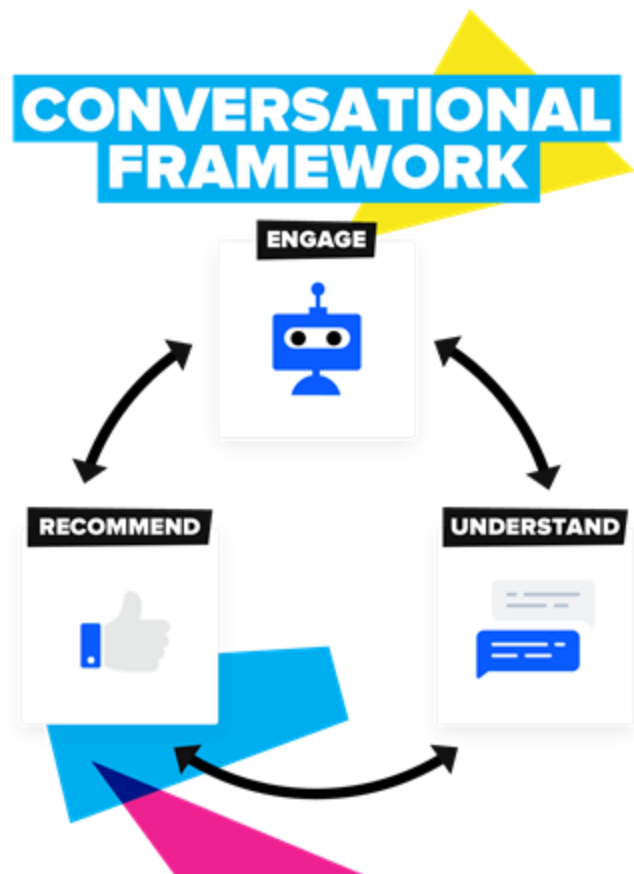 CONVERSATIONAL
FRAMEWORK
ENGAGE
RECOMMEND
UNDERSTAND